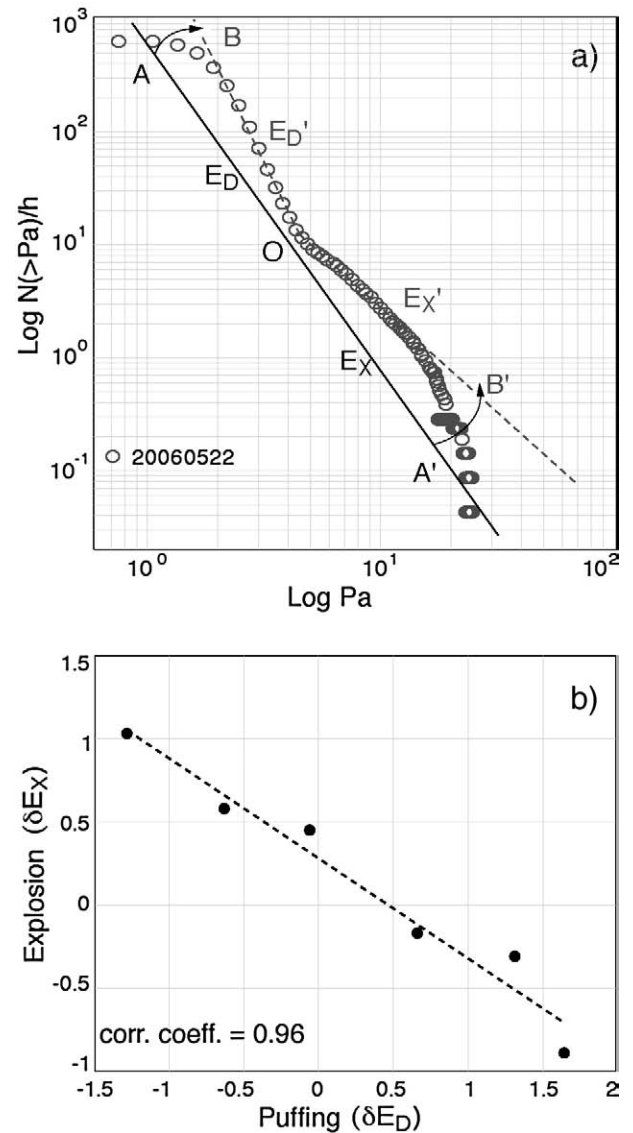 10³
10²
10¹
10⁰
10⁻¹
Log N(>Pa)/h
a)
A
B
E_D'
E_D
O
E_X'
E_X
B'
A'
20060522
10⁰
10¹
10²
Log Pa
1.5
1
0.5
0
-0.5
-1
Explosion (δE_X)
b)
corr. coeff. = 0.96
-1.5
-1
-0.5
0
0.5
1
1.5
2
Puffing (δE_D)